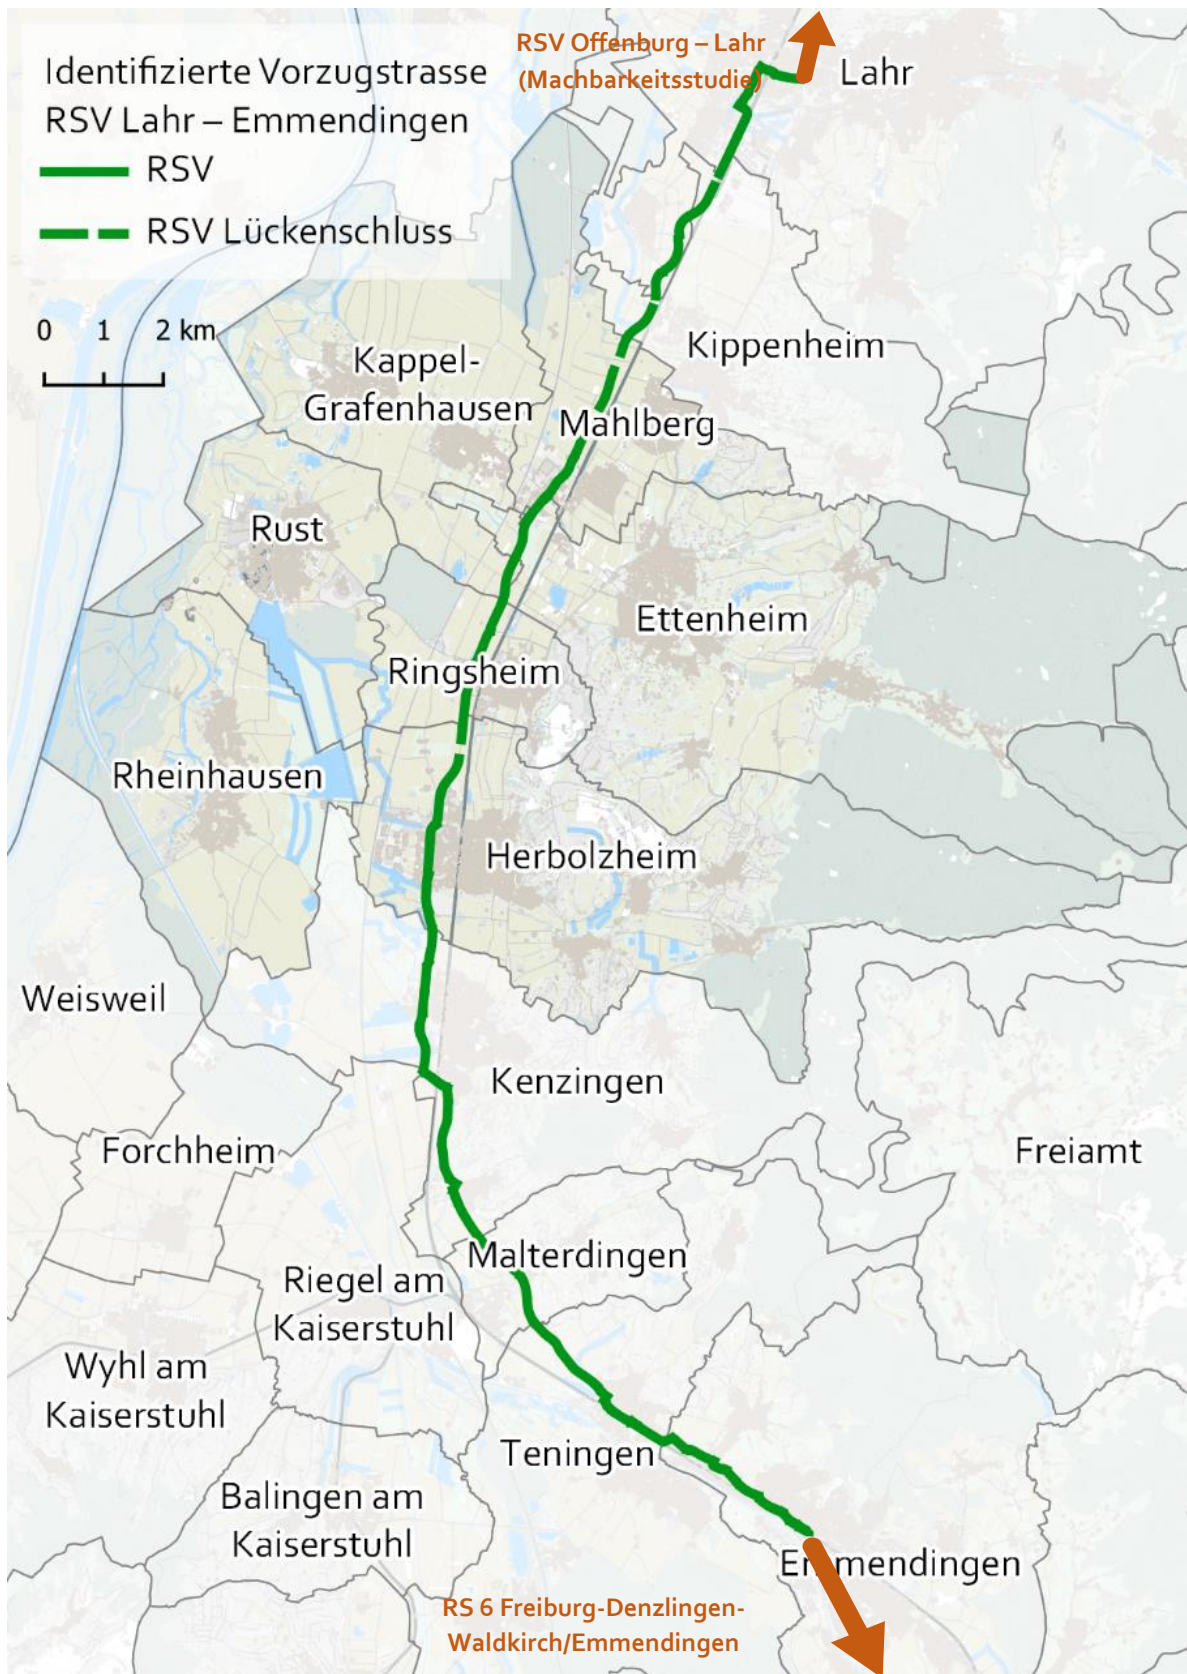 RSV Offenburg – Lahr
(Machbarkeitsstudie)
Lahr
Identifizierte Vorzugstrasse
RSV Lahr – Emmendingen
RSV
RSV Lückenschluss
0 1 2 km
Kippenheim
Kappel-
Grafenhausen
Mahlberg
Rust
Ettenheim
Ringsheim
Rheinhausen
Herbolzheim
Weisweil
Kenzingen
Forchheim
Freiamt
Malterdingen
Riegel am
Kaiserstuhl
Wyhl am
Kaiserstuhl
Teningen
Balingen am
Kaiserstuhl
Emmendingen
RS 6 Freiburg-Denzlingen-
Waldkirch/Emmendingen